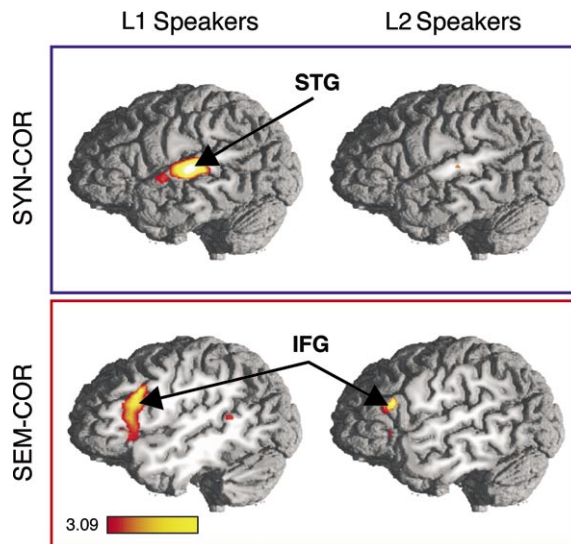 L1 Speakers L2 Speakers
SYN-COR
STG
SEM-COR
IFG
3.09